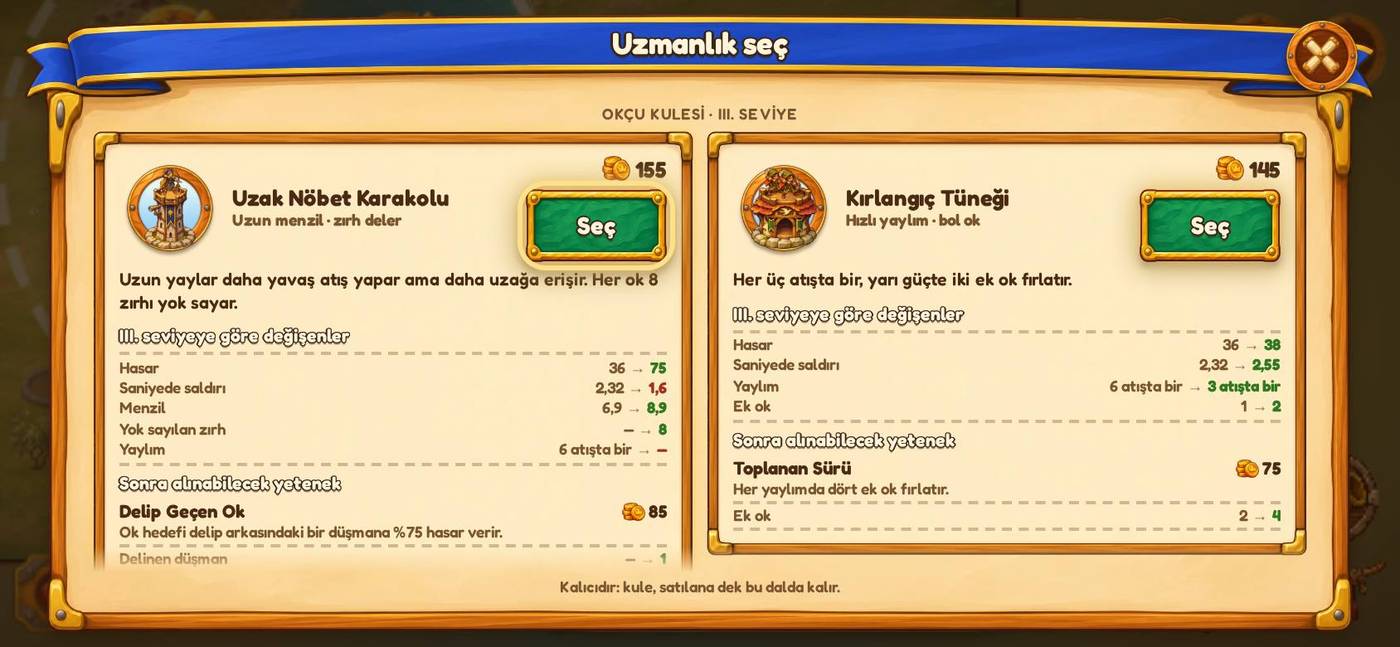 Uzmanlık seç
OKÇU KULESİ · III. SEVİYE
155
Uzak Nöbet Karakolu
Uzun menzil · zırh deler
Seç
Uzun yaylar daha yavaş atış yapar ama daha uzağa erişir. Her ok 8
zırhı yok sayar.
III. seviyeye göre değişenler
Hasar 36 → 75
Saniyede saldırı 2,32 → 1,6
Menzil 6,9 → 8,9
Yok sayılan zırh – → 8
Yaylım 6 atışta bir → –
Sonra alınabilecek yetenek
Delip Geçen Ok 85
Ok hedefi delip arkasındaki bir düşmana %75 hasar verir.
Delinen düşman – → 1
145
Kırlangıç Tüneği
Hızlı yaylım · bol ok
Seç
Her üç atışta bir, yarı güçte iki ek ok fırlatır.
III. seviyeye göre değişenler
Hasar 36 → 38
Saniyede saldırı 2,32 → 2,55
Yaylım 6 atışta bir → 3 atışta bir
Ek ok 1 → 2
Sonra alınabilecek yetenek
Toplanan Sürü 75
Her yaylımda dört ek ok fırlatır.
Ek ok 2 → 4
Kalıcıdır: kule, satılana dek bu dalda kalır.